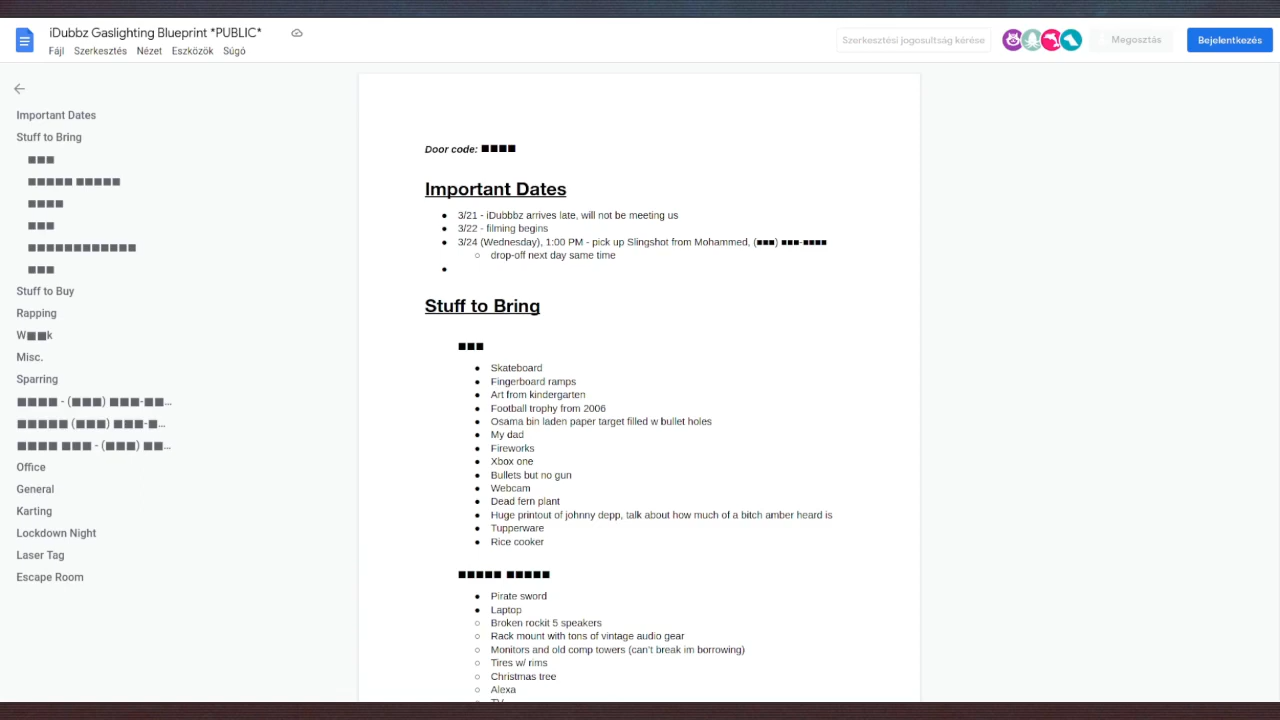 iDubbz Gaslighting Blueprint *PUBLIC*
Fájl Szerkesztés Nézet Eszközök Súgó
Szerkesztési jogosultság kérése
Megosztás
Bejelentkezés
Important Dates
Stuff to Bring
■■■
■■■■■ ■■■■■
■■■■
■■■
■■■■■■■■■■■■
■■■
Stuff to Buy
Rapping
W■■k
Misc.
Sparring
■■■■ - (■■■) ■■■-■■...
■■■■■ (■■■) ■■■-■...
■■■■ ■■■ - (■■■) ■■...
Office
General
Karting
Lockdown Night
Laser Tag
Escape Room
Door code: ■■■■
Important Dates
● 3/21 - iDubbbz arrives late, will not be meeting us
● 3/22 - filming begins
● 3/24 (Wednesday), 1:00 PM - pick up Slingshot from Mohammed, (■■■) ■■■-■■■■
○ drop-off next day same time
●
Stuff to Bring
■■■
● Skateboard
● Fingerboard ramps
● Art from kindergarten
● Football trophy from 2006
● Osama bin laden paper target filled w bullet holes
● My dad
● Fireworks
● Xbox one
● Bullets but no gun
● Webcam
● Dead fern plant
● Huge printout of johnny depp, talk about how much of a bitch amber heard is
● Tupperware
● Rice cooker
■■■■■ ■■■■■
● Pirate sword
● Laptop
○ Broken rockit 5 speakers
○ Rack mount with tons of vintage audio gear
○ Monitors and old comp towers (can't break im borrowing)
○ Tires w/ rims
○ Christmas tree
○ Alexa